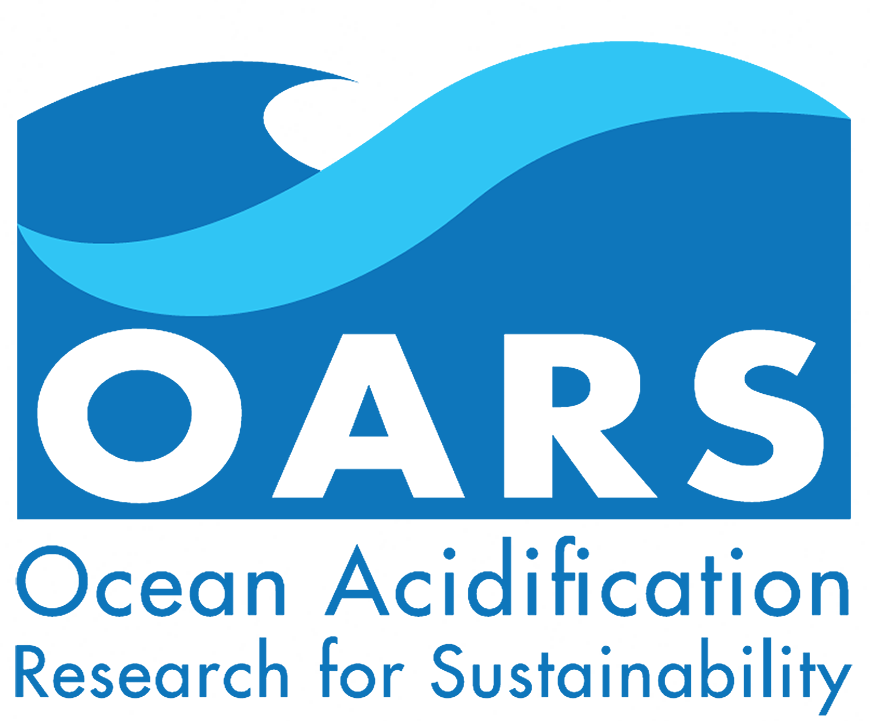 OARS
Ocean Acidification
Research for Sustainability